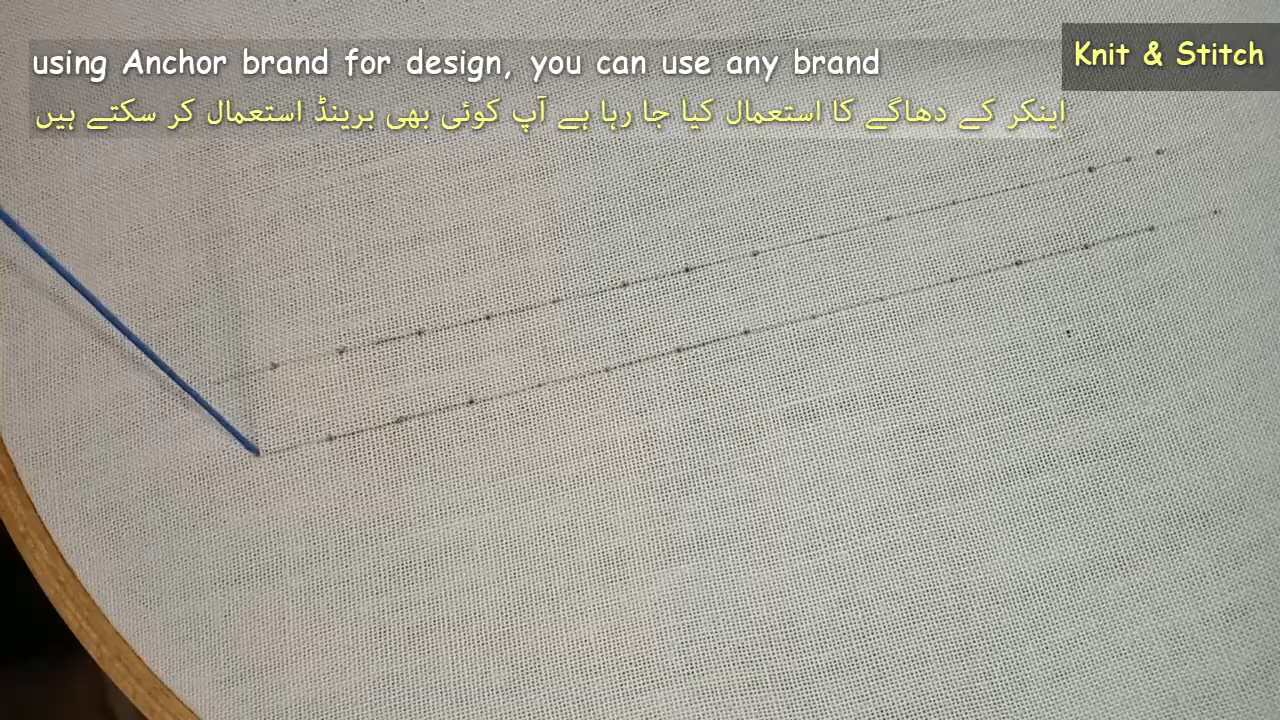 using Anchor brand for design, you can use any brand
Knit & Stitch
اینکر کے دھاگے کا استعمال کیا جا رہا ہے آپ کوئی بھی برینڈ استعمال کر سکتے ہیں